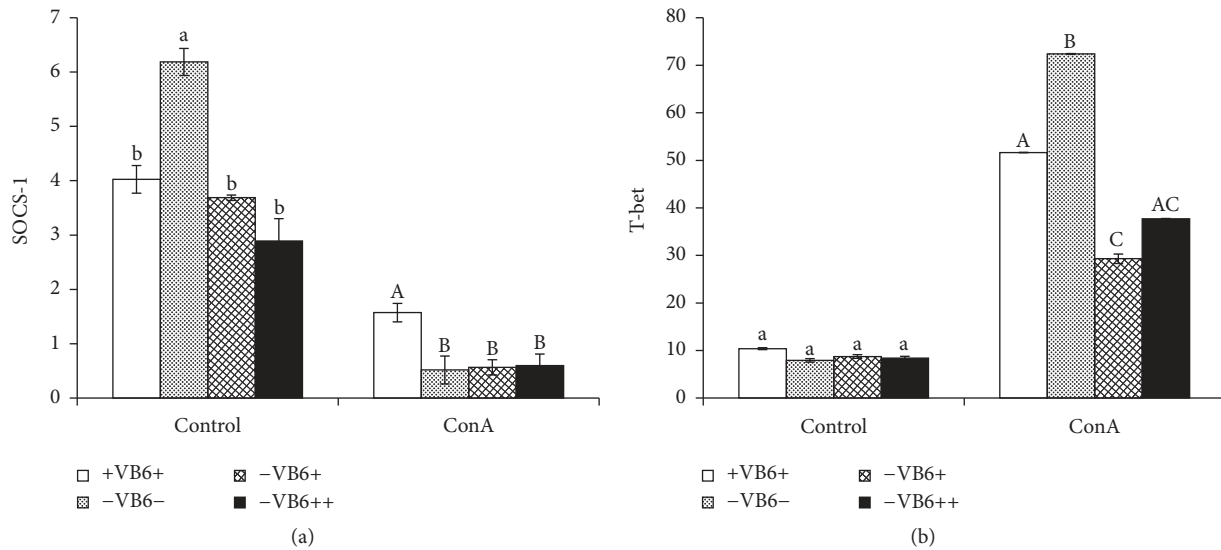 7
6
5
4
3
2
1
0
SOCS-1
b
a
b
b
A
B
B
B
Control
ConA
+VB6+
−VB6+
−VB6−
−VB6++
(a)
80
70
60
50
40
30
20
10
0
T-bet
a
a
a
a
A
B
C
AC
Control
ConA
+VB6+
−VB6+
−VB6−
−VB6++
(b)